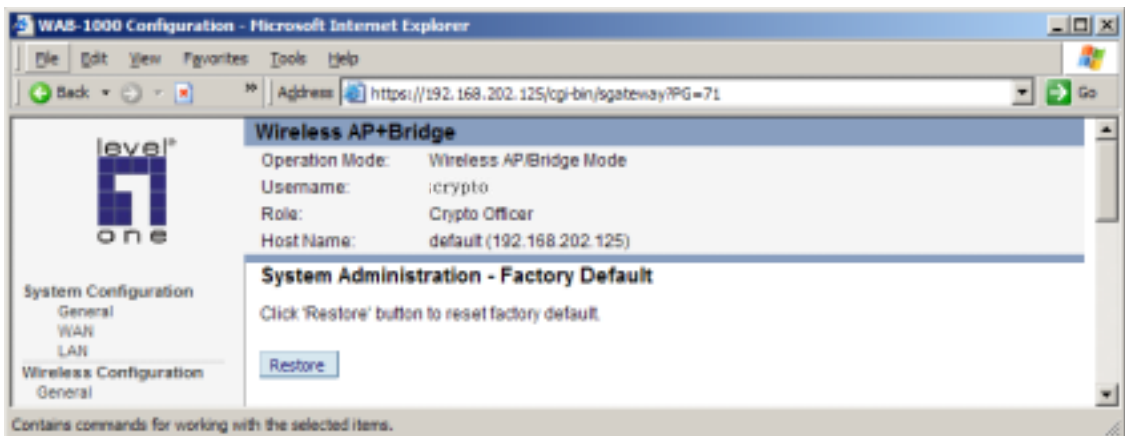 WAB-1000 Configuration - Microsoft Internet Explorer
File Edit View Favorites Tools Help
Back Address https://192.168.202.125/cgi-bin/sgateway?PG=71 Go
level one
Wireless AP+Bridge
Operation Mode: Wireless AP/Bridge Mode
Username: crypto
Role: Crypto Officer
Host Name: default (192.168.202.125)
System Administration - Factory Default
Click 'Restore' button to reset factory default.
Restore
System Configuration
General
WAN
LAN
Wireless Configuration
General
Contains commands for working with the selected items.